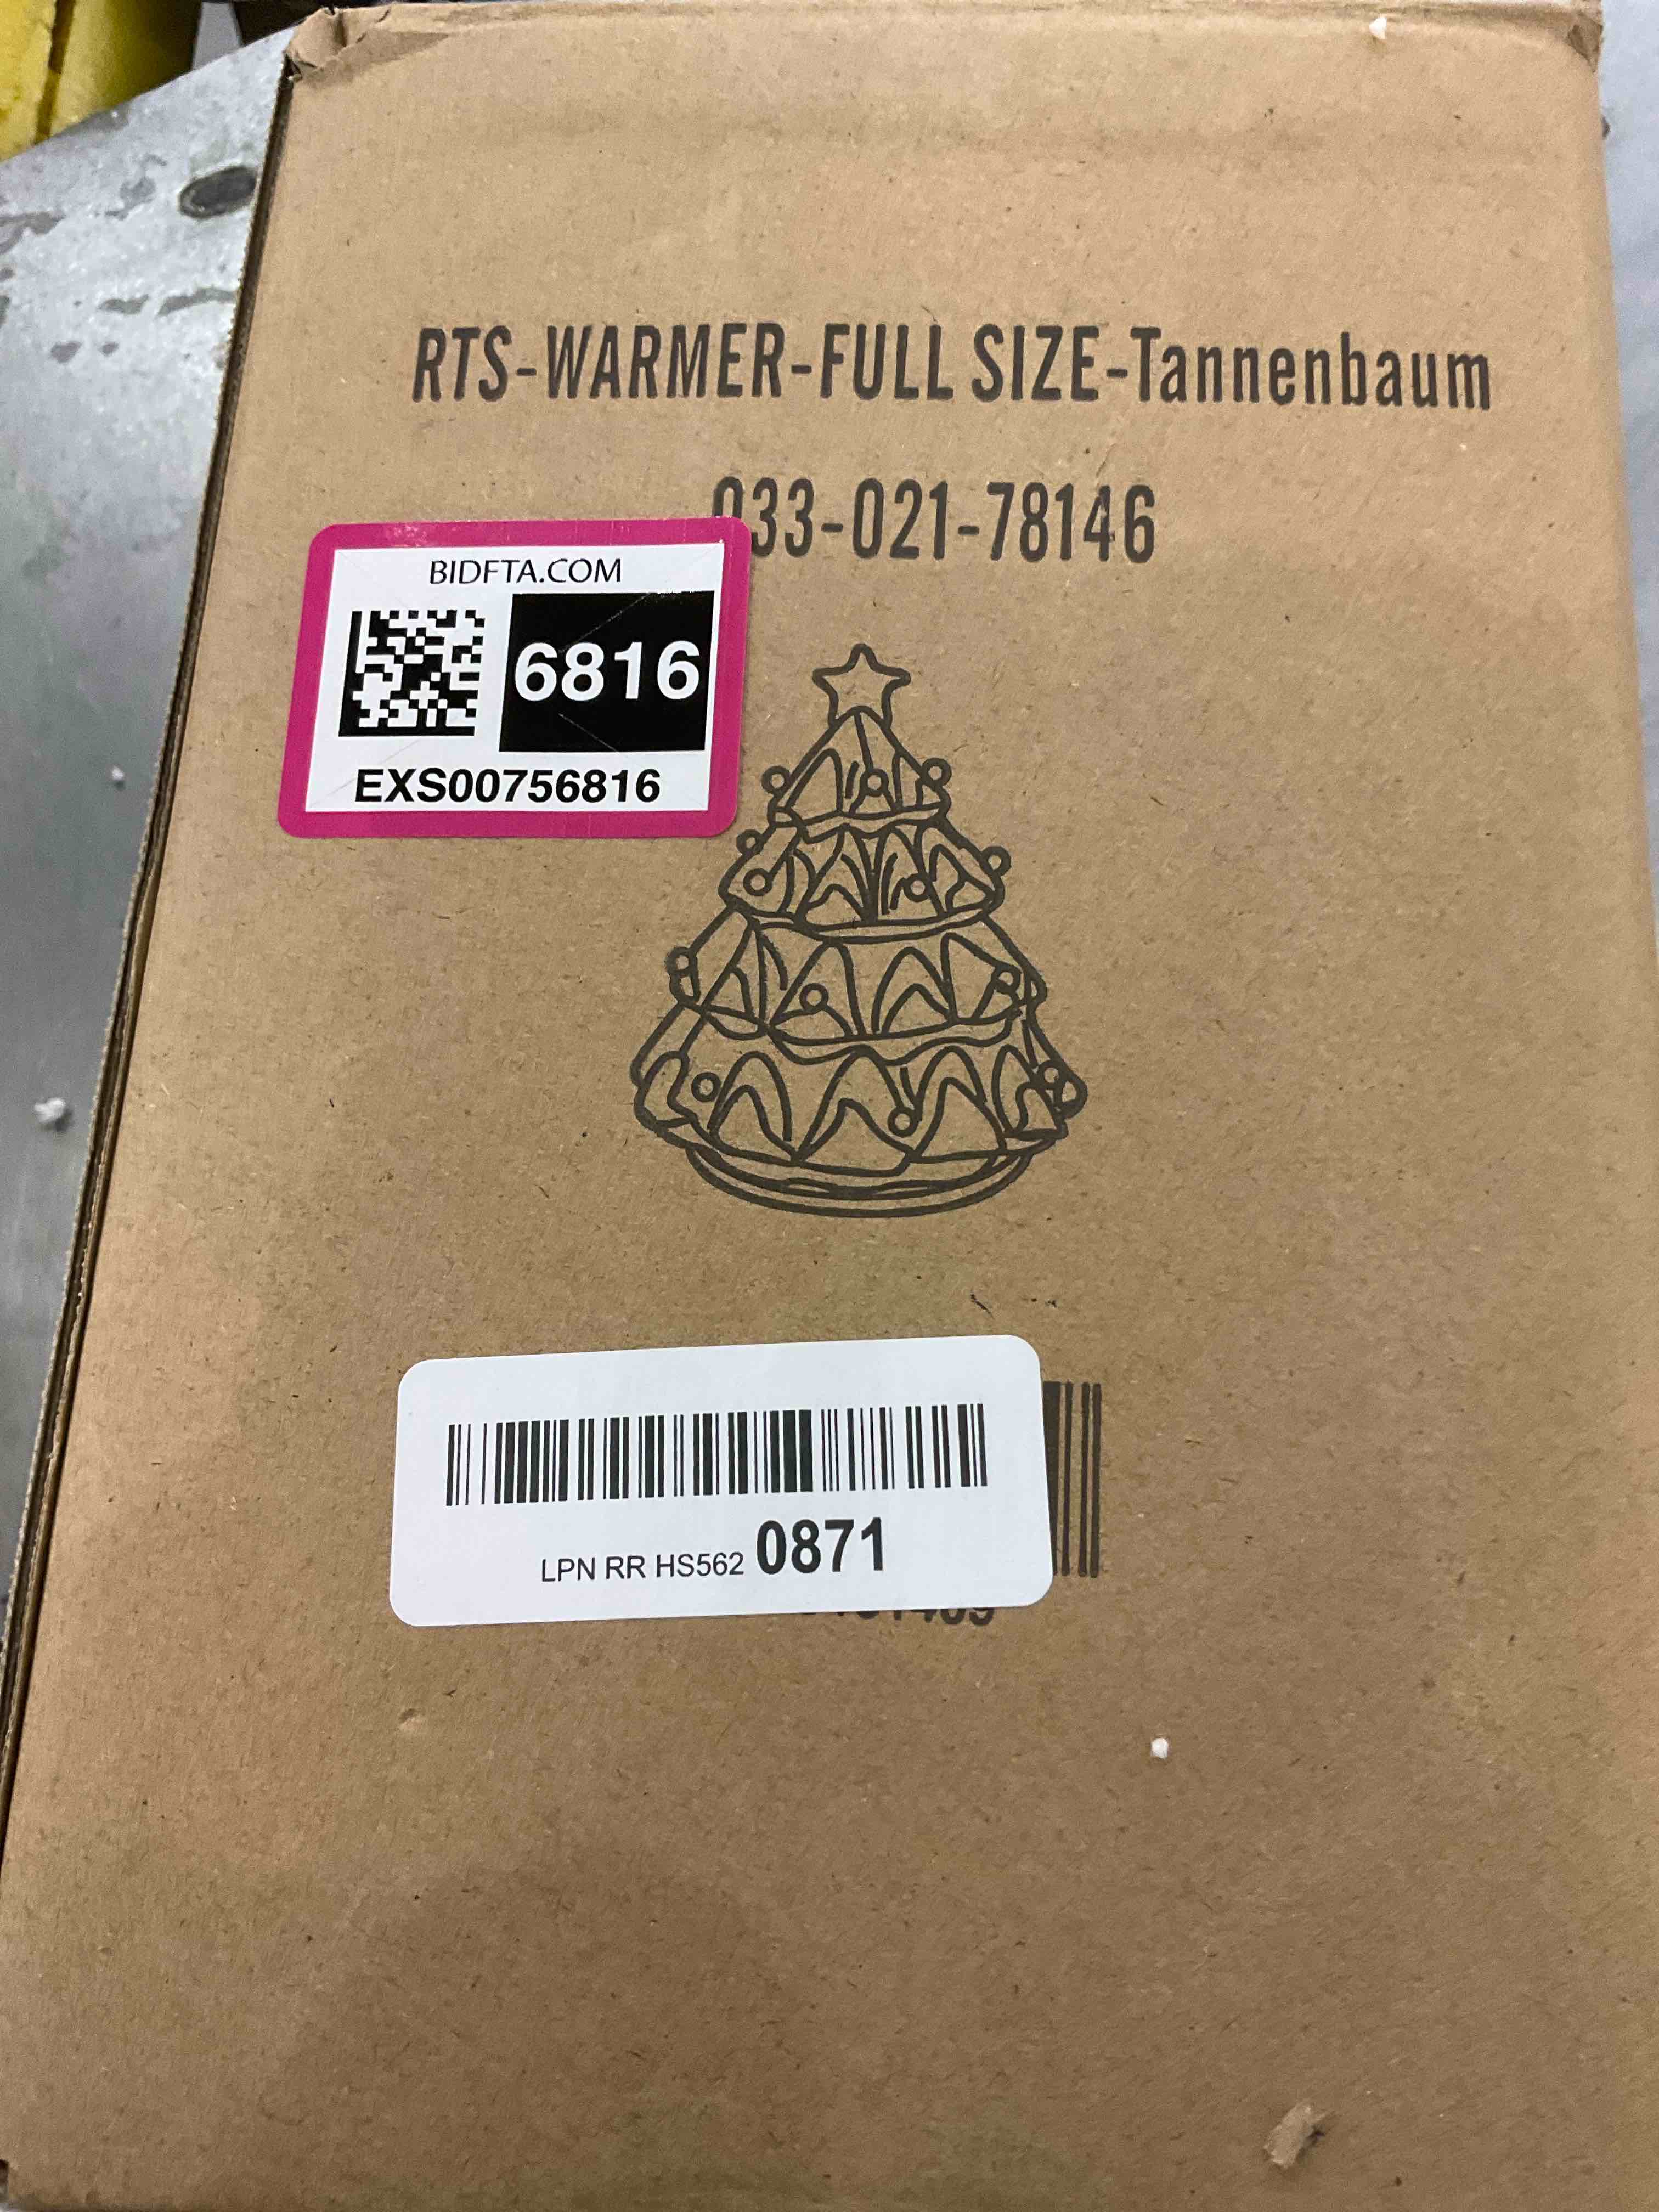 RTS-WARMER-FULL SIZE-Tannenbaum
033-021-78146
BIDFTA.COM
6816
EXS00756816
LPN RR HS562 0871